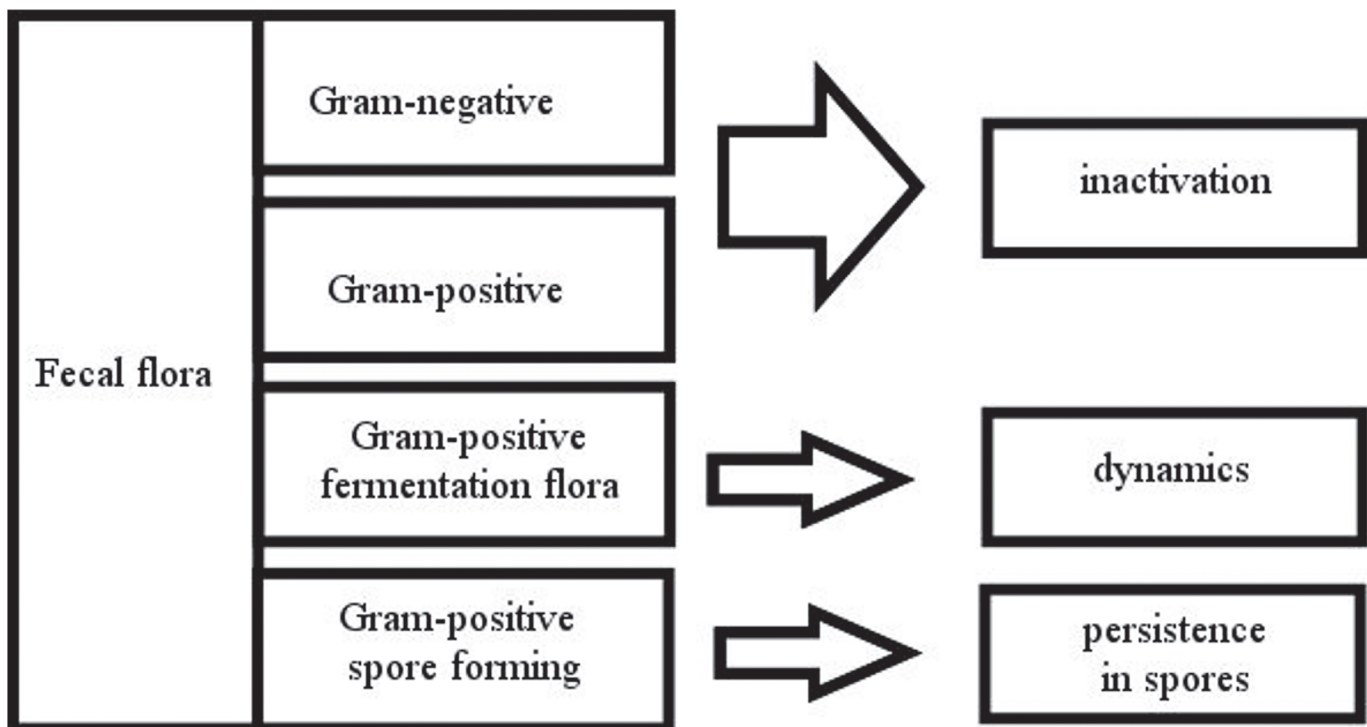 Fecal flora
Gram-negative
Gram-positive
Gram-positive
fermentation flora
Gram-positive
spore forming
inactivation
dynamics
persistence
in spores